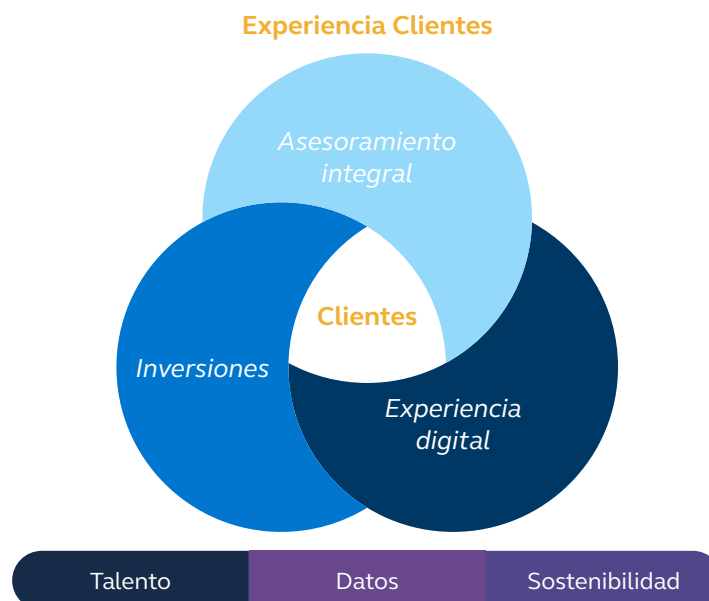 Experiencia Clientes
Asesoramiento
integral
Clientes
Inversiones
Experiencia
digital
Talento
Datos
Sostenibilidad